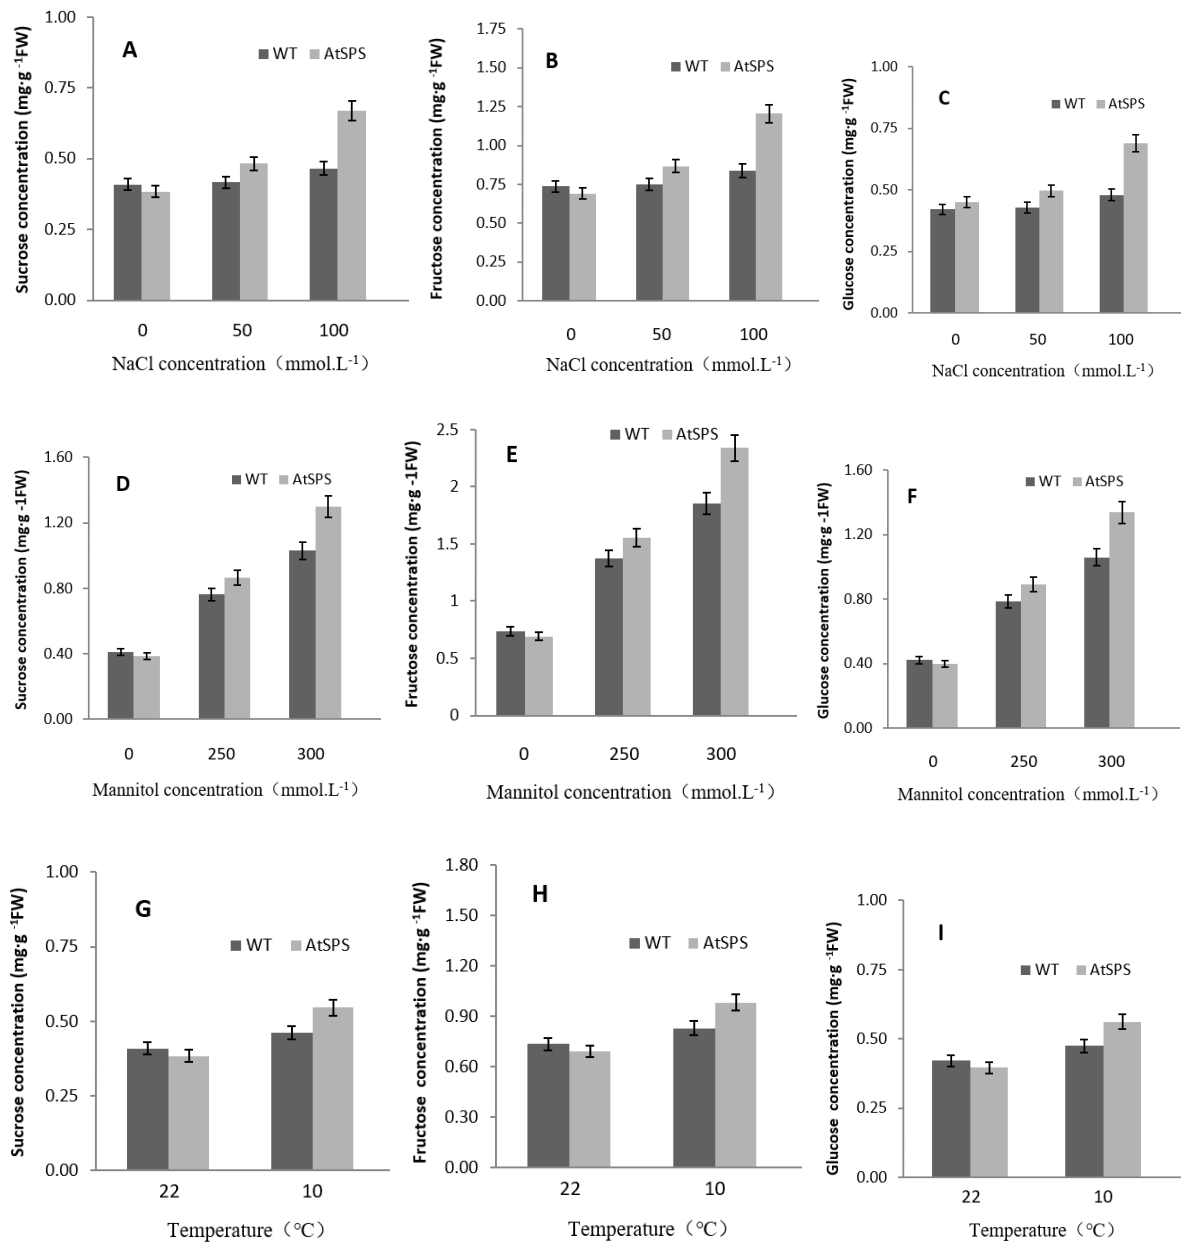 A
Sucrose concentration (mg·g -1FW)
1.00
0.75
0.50
0.25
0.00
WT AtSPS
0 50 100
NaCl concentration（mmol.L-1）
B
Fructose concentration (mg·g -1FW)
1.75
1.50
1.25
1.00
0.75
0.50
0.25
0.00
WT AtSPS
0 50 100
NaCl concentration（mmol.L-1）
C
Glucose concentration (mg·g -1FW)
1.00
0.75
0.50
0.25
0.00
WT AtSPS
0 50 100
NaCl concentration（mmol.L-1）
D
Sucrose concentration (mg·g -1FW)
1.60
1.20
0.80
0.40
0.00
WT AtSPS
0 250 300
Mannitol concentration（mmol.L-1）
E
Fructose concentration (mg·g -1FW)
2.5
2
1.5
1
0.5
0
WT AtSPS
0 250 300
Mannitol concentration（mmol.L-1）
F
Glucose concentration (mg·g -1FW)
1.60
1.20
0.80
0.40
0.00
WT AtSPS
0 250 300
Mannitol concentration（mmol.L-1）
G
Sucrose concentration (mg·g -1FW)
1.00
0.75
0.50
0.25
0.00
WT AtSPS
22 10
Temperature（℃）
H
Fructose concentration (mg·g -1FW)
1.80
1.50
1.20
0.90
0.60
0.30
0.00
WT AtSPS
22 10
Temperature（℃）
I
Glucose concentration (mg·g -1FW)
1.00
0.75
0.50
0.25
0.00
WT AtSPS
22 10
Temperature（℃）